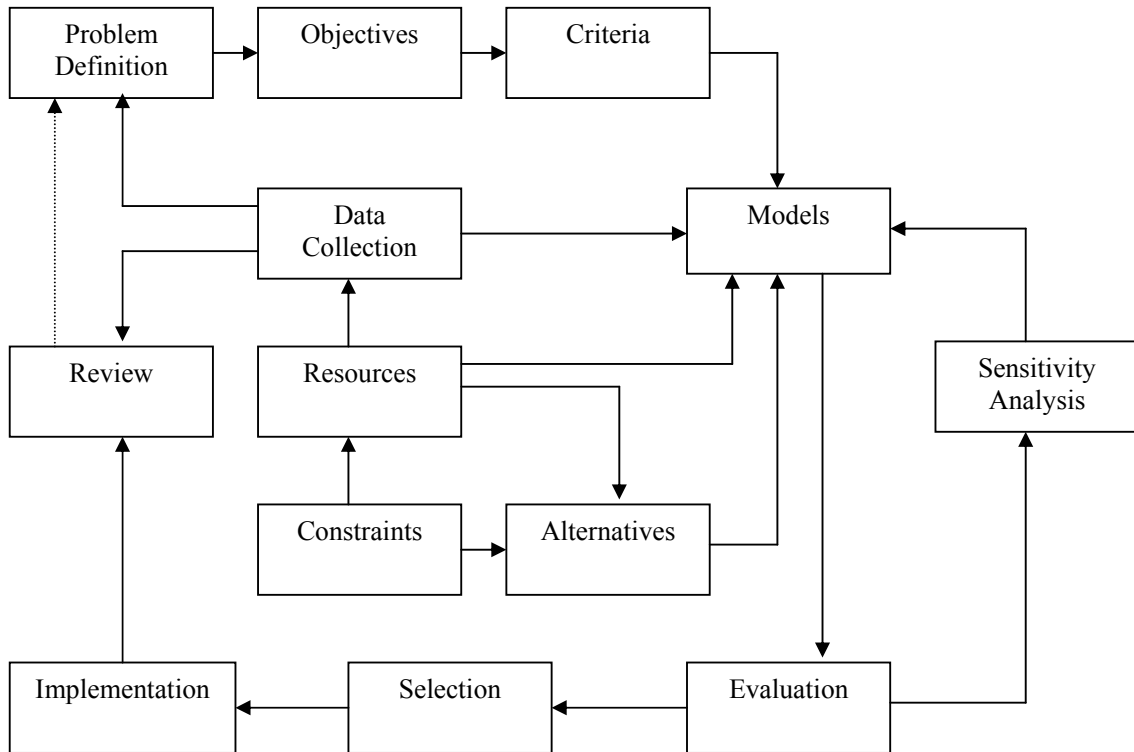 Problem
Definition
Objectives
Criteria
Data
Collection
Models
Review
Resources
Sensitivity
Analysis
Constraints
Alternatives
Implementation
Selection
Evaluation